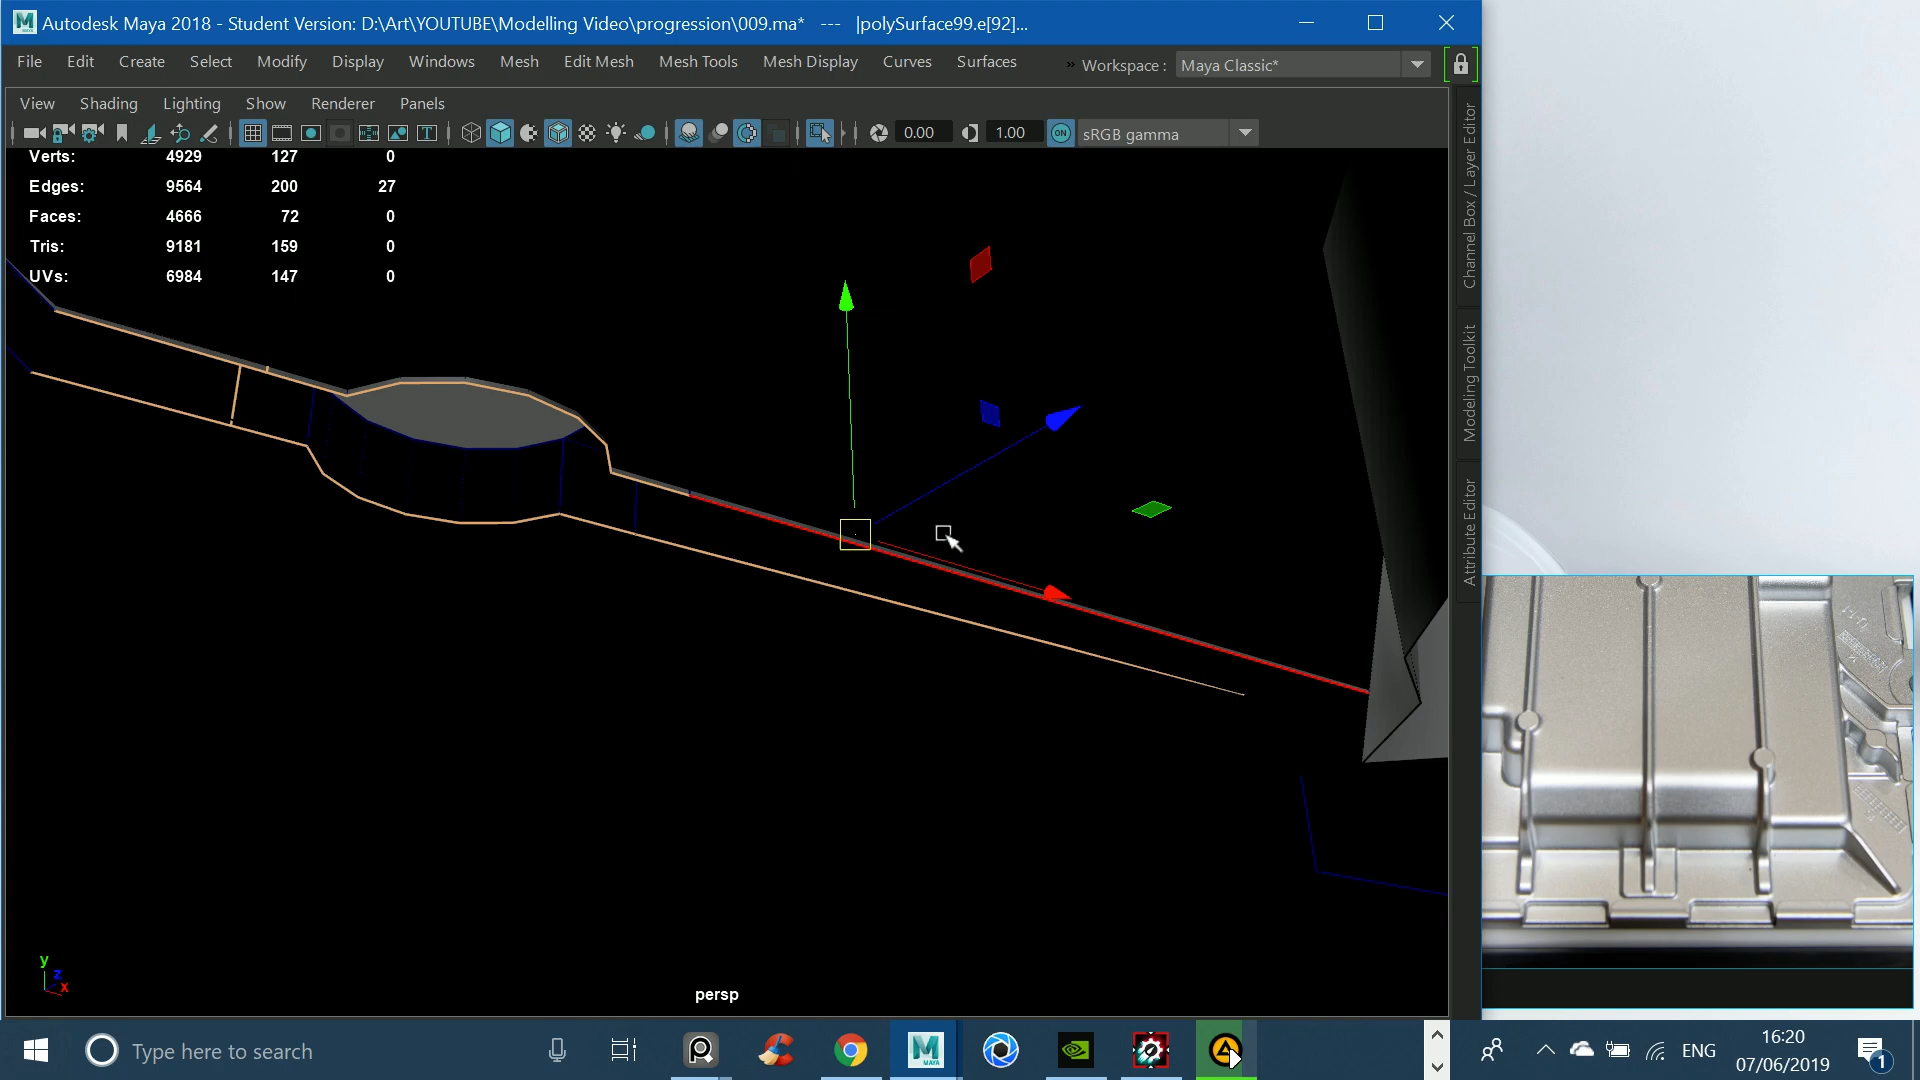 Autodesk Maya 2018 - Student Version: D:\Art\YOUTUBE\Modelling Video\progression\009.ma* --- |polySurface99.e[92]...
File Edit Create Select Modify Display Windows Mesh Edit Mesh Mesh Tools Mesh Display Curves Surfaces » Workspace : Maya Classic*
View Shading Lighting Show Renderer Panels
0.00 1.00 ON sRGB gamma
Verts: 4929 127 0
Edges: 9564 200 27
Faces: 4666 72 0
Tris: 9181 159 0
UVs: 6984 147 0
Channel Box / Layer Editor
Modeling Toolkit
Attribute Editor
y
z
x
persp
Type here to search
MAYA
ENG
16:20
07/06/2019
1